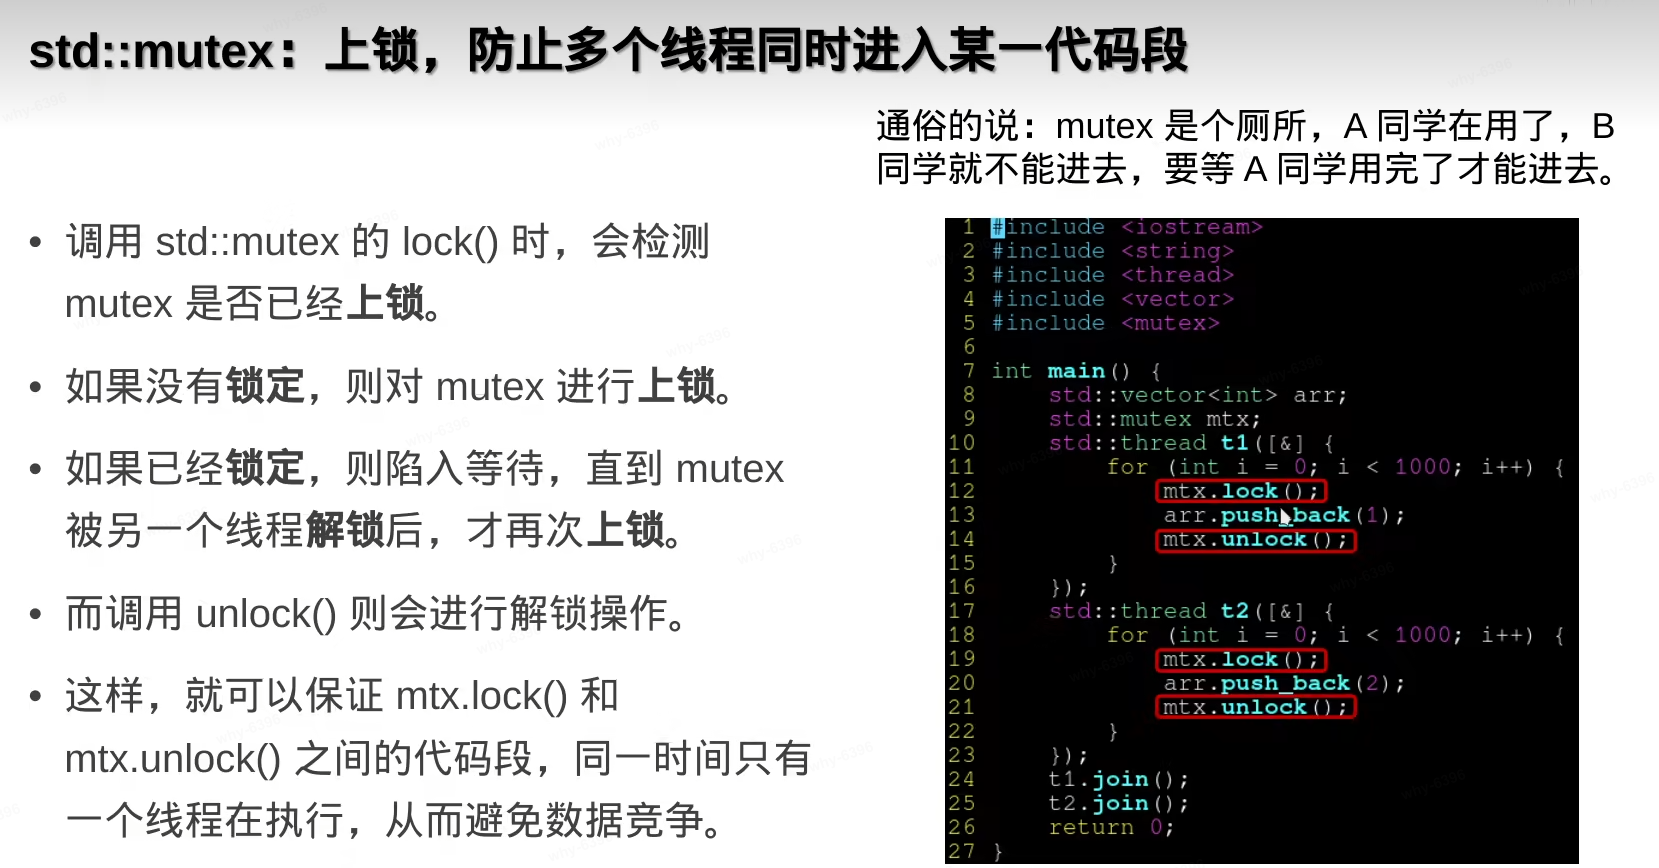 std::mutex：上锁，防止多个线程同时进入某一代码段
通俗的说：mutex 是个厕所，A 同学在用了，B
同学就不能进去，要等 A 同学用完了才能进去。
• 调用 std::mutex 的 lock() 时，会检测
mutex 是否已经上锁。
• 如果没有锁定，则对 mutex 进行上锁。
• 如果已经锁定，则陷入等待，直到 mutex
被另一个线程解锁后，才再次上锁。
• 而调用 unlock() 则会进行解锁操作。
• 这样，就可以保证 mtx.lock() 和
mtx.unlock() 之间的代码段，同一时间只有
一个线程在执行，从而避免数据竞争。
1 #include <iostream>
2 #include <string>
3 #include <thread>
4 #include <vector>
5 #include <mutex>
6
7 int main() {
8     std::vector<int> arr;
9     std::mutex mtx;
10     std::thread t1([&] {
11         for (int i = 0; i < 1000; i++) {
12             mtx.lock();
13             arr.push_back(1);
14             mtx.unlock();
15         }
16     });
17     std::thread t2([&] {
18         for (int i = 0; i < 1000; i++) {
19             mtx.lock();
20             arr.push_back(2);
21             mtx.unlock();
22         }
23     });
24     t1.join();
25     t2.join();
26     return 0;
27 }
why-6396